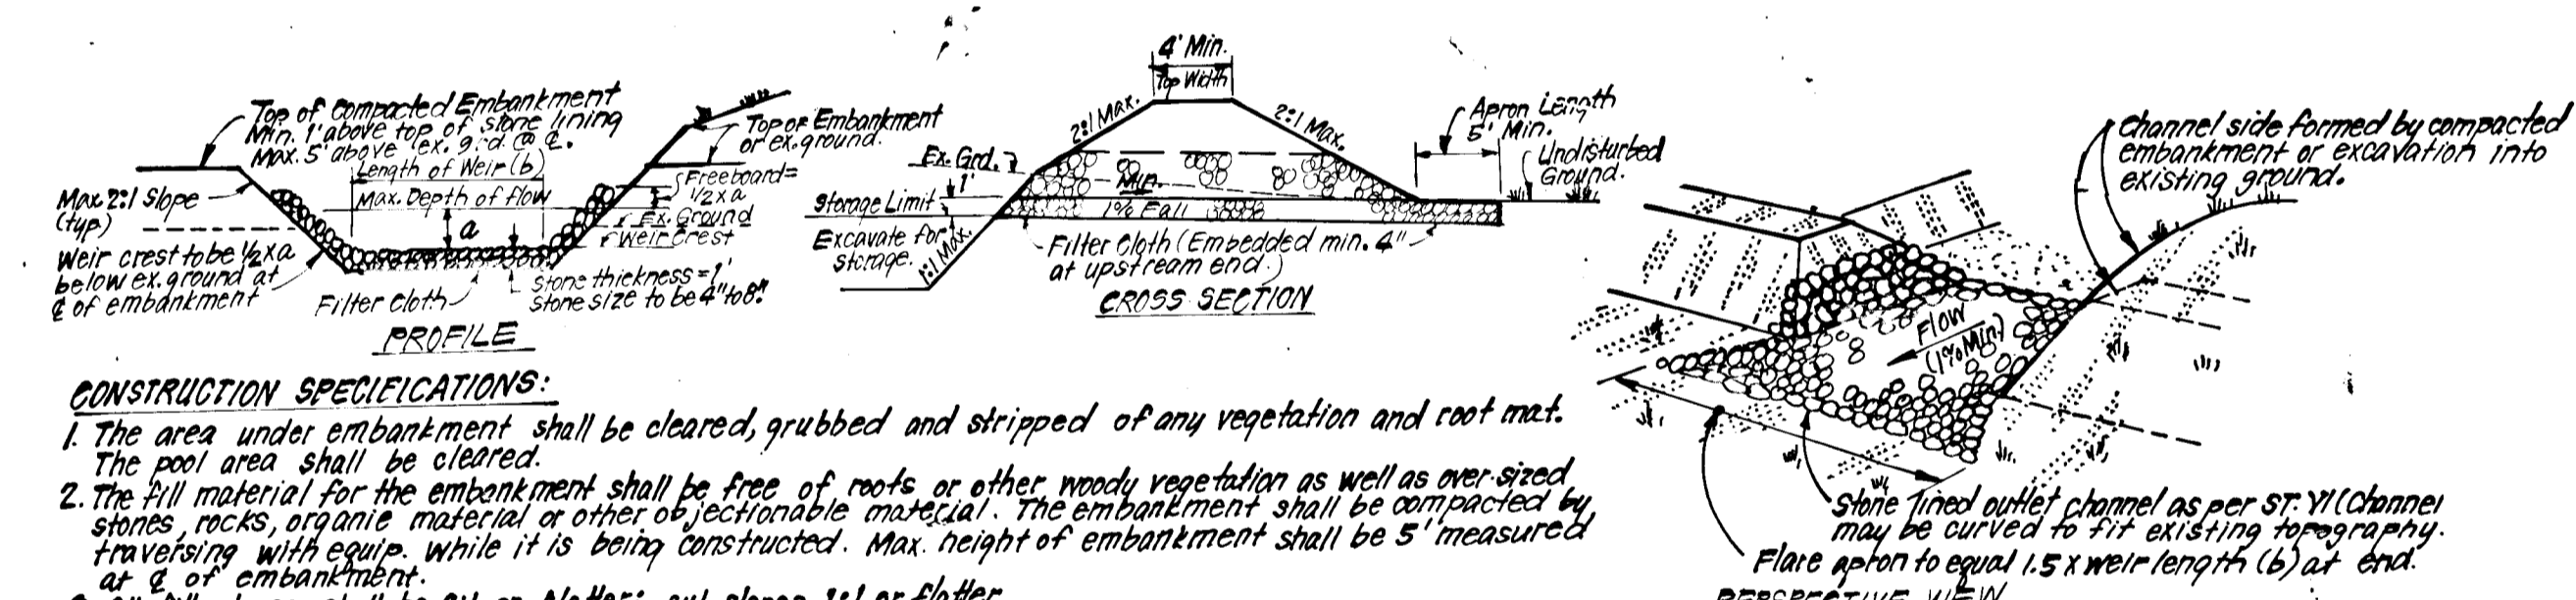 Top of Compacted Embankment
Min. 1' above top of stone lining
Max. 5' above ex. grd. @ ℄.
Length of Weir (b)
Max. Depth of flow
Max. 2:1 Slope
(typ.)
Weir crest to be 1/2 x a
below ex. ground at
℄ of embankment
a
Filter cloth
Top of Embankment
or ex. ground.
Freeboard=
1/2 x a
Ex. Ground
Weir Crest
Stone thickness = 1'
Stone size to be 4" to 8".
PROFILE
4' Min.
Top Width
2:1 Max.
2:1 Max.
Apron Length
5' Min.
Undisturbed
Ground.
Ex. Grd.
1'
Min.
Storage Limit
1% Fall
Excavate for
storage.
1:1 Max.
Filter Cloth (Embedded min. 4"
at upstream end.)
CROSS SECTION
Channel side formed by compacted
embankment or excavation into
existing ground.
FLOW
(1% Min.)
Stone lined outlet channel as per ST. VI (Channel
may be curved to fit existing topography.
Flare apron to equal 1.5 x weir length (b) at end.
PERSPECTIVE VIEW
CONSTRUCTION SPECIFICATIONS:
1. The area under embankment shall be cleared, grubbed and stripped of any vegetation and root mat.
The pool area shall be cleared.
2. The fill material for the embankment shall be free of roots or other woody vegetation as well as over-sized
stones, rocks, organic material or other objectionable material. The embankment shall be compacted by
traversing with equip. while it is being constructed. Max. height of embankment shall be 5' measured
at ℄ of embankment.